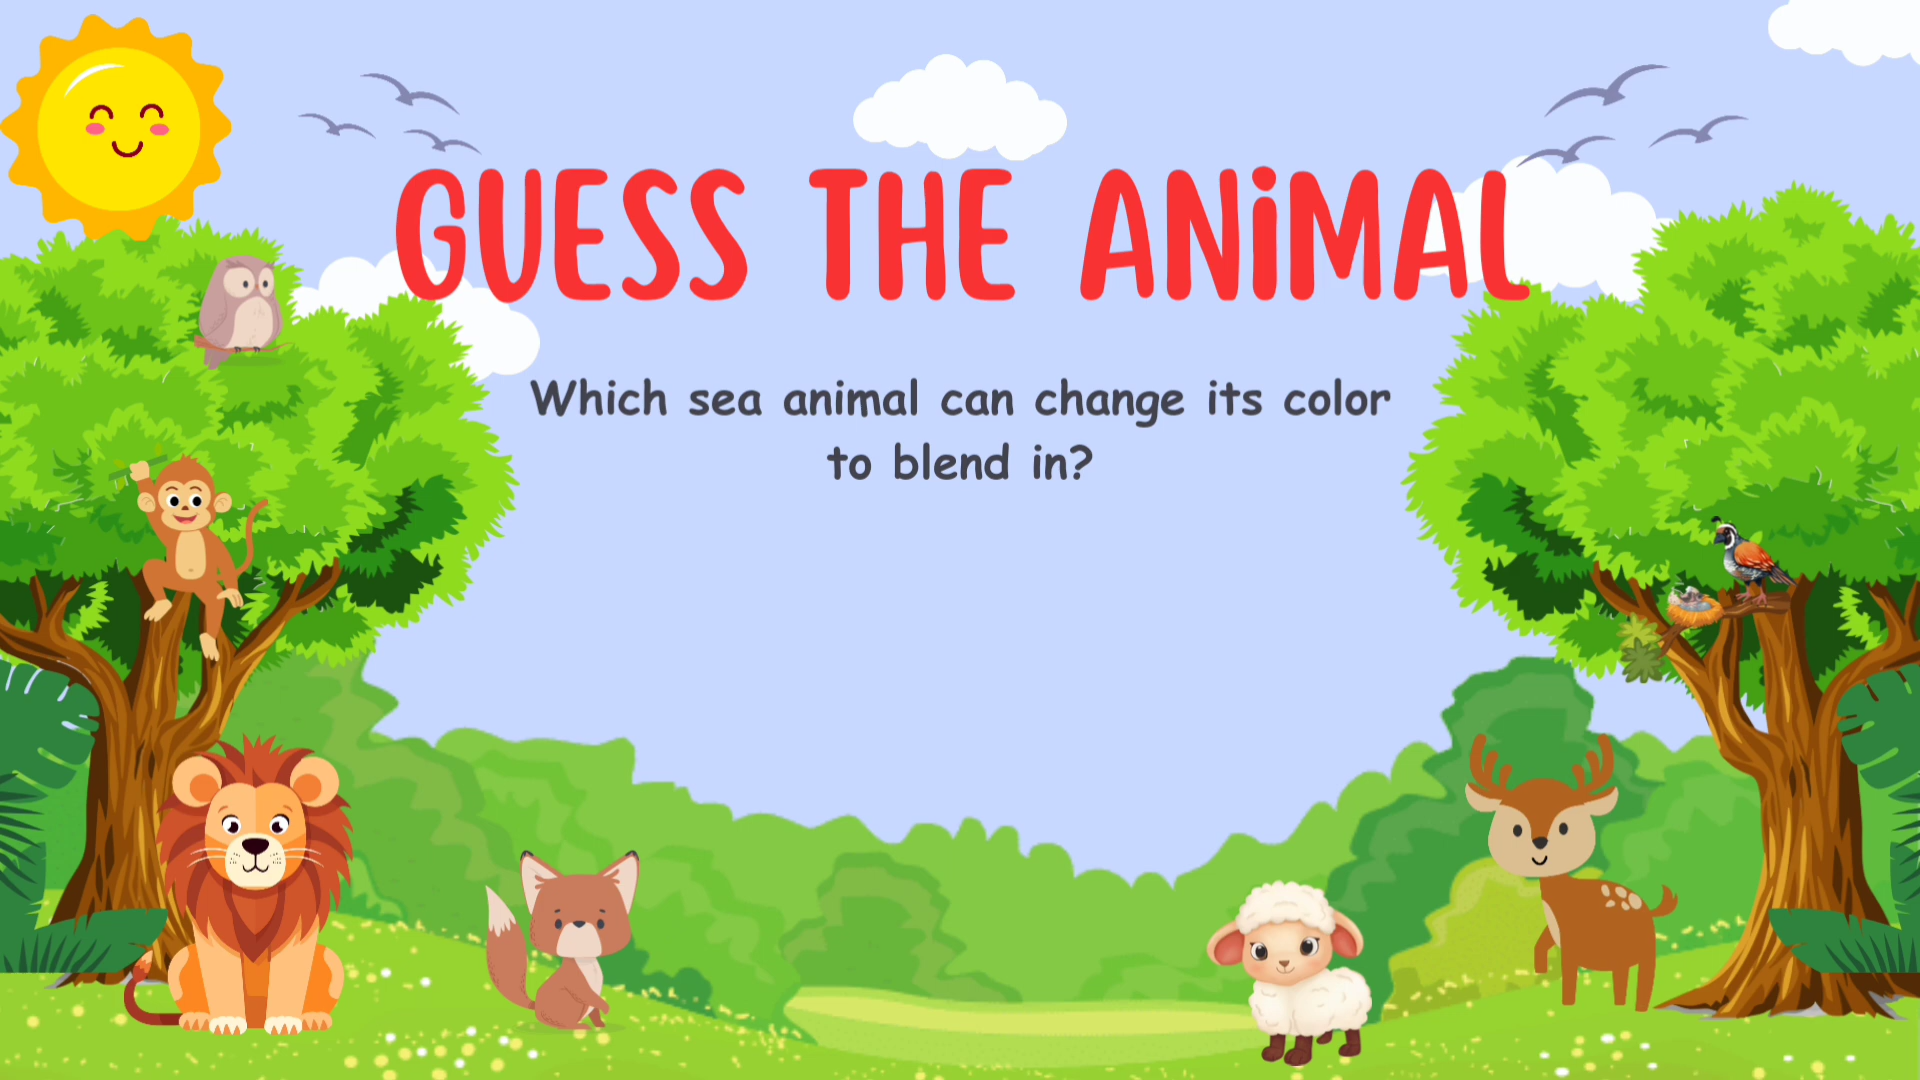 GUESS THE ANiMAL
Which sea animal can change its color
to blend in?